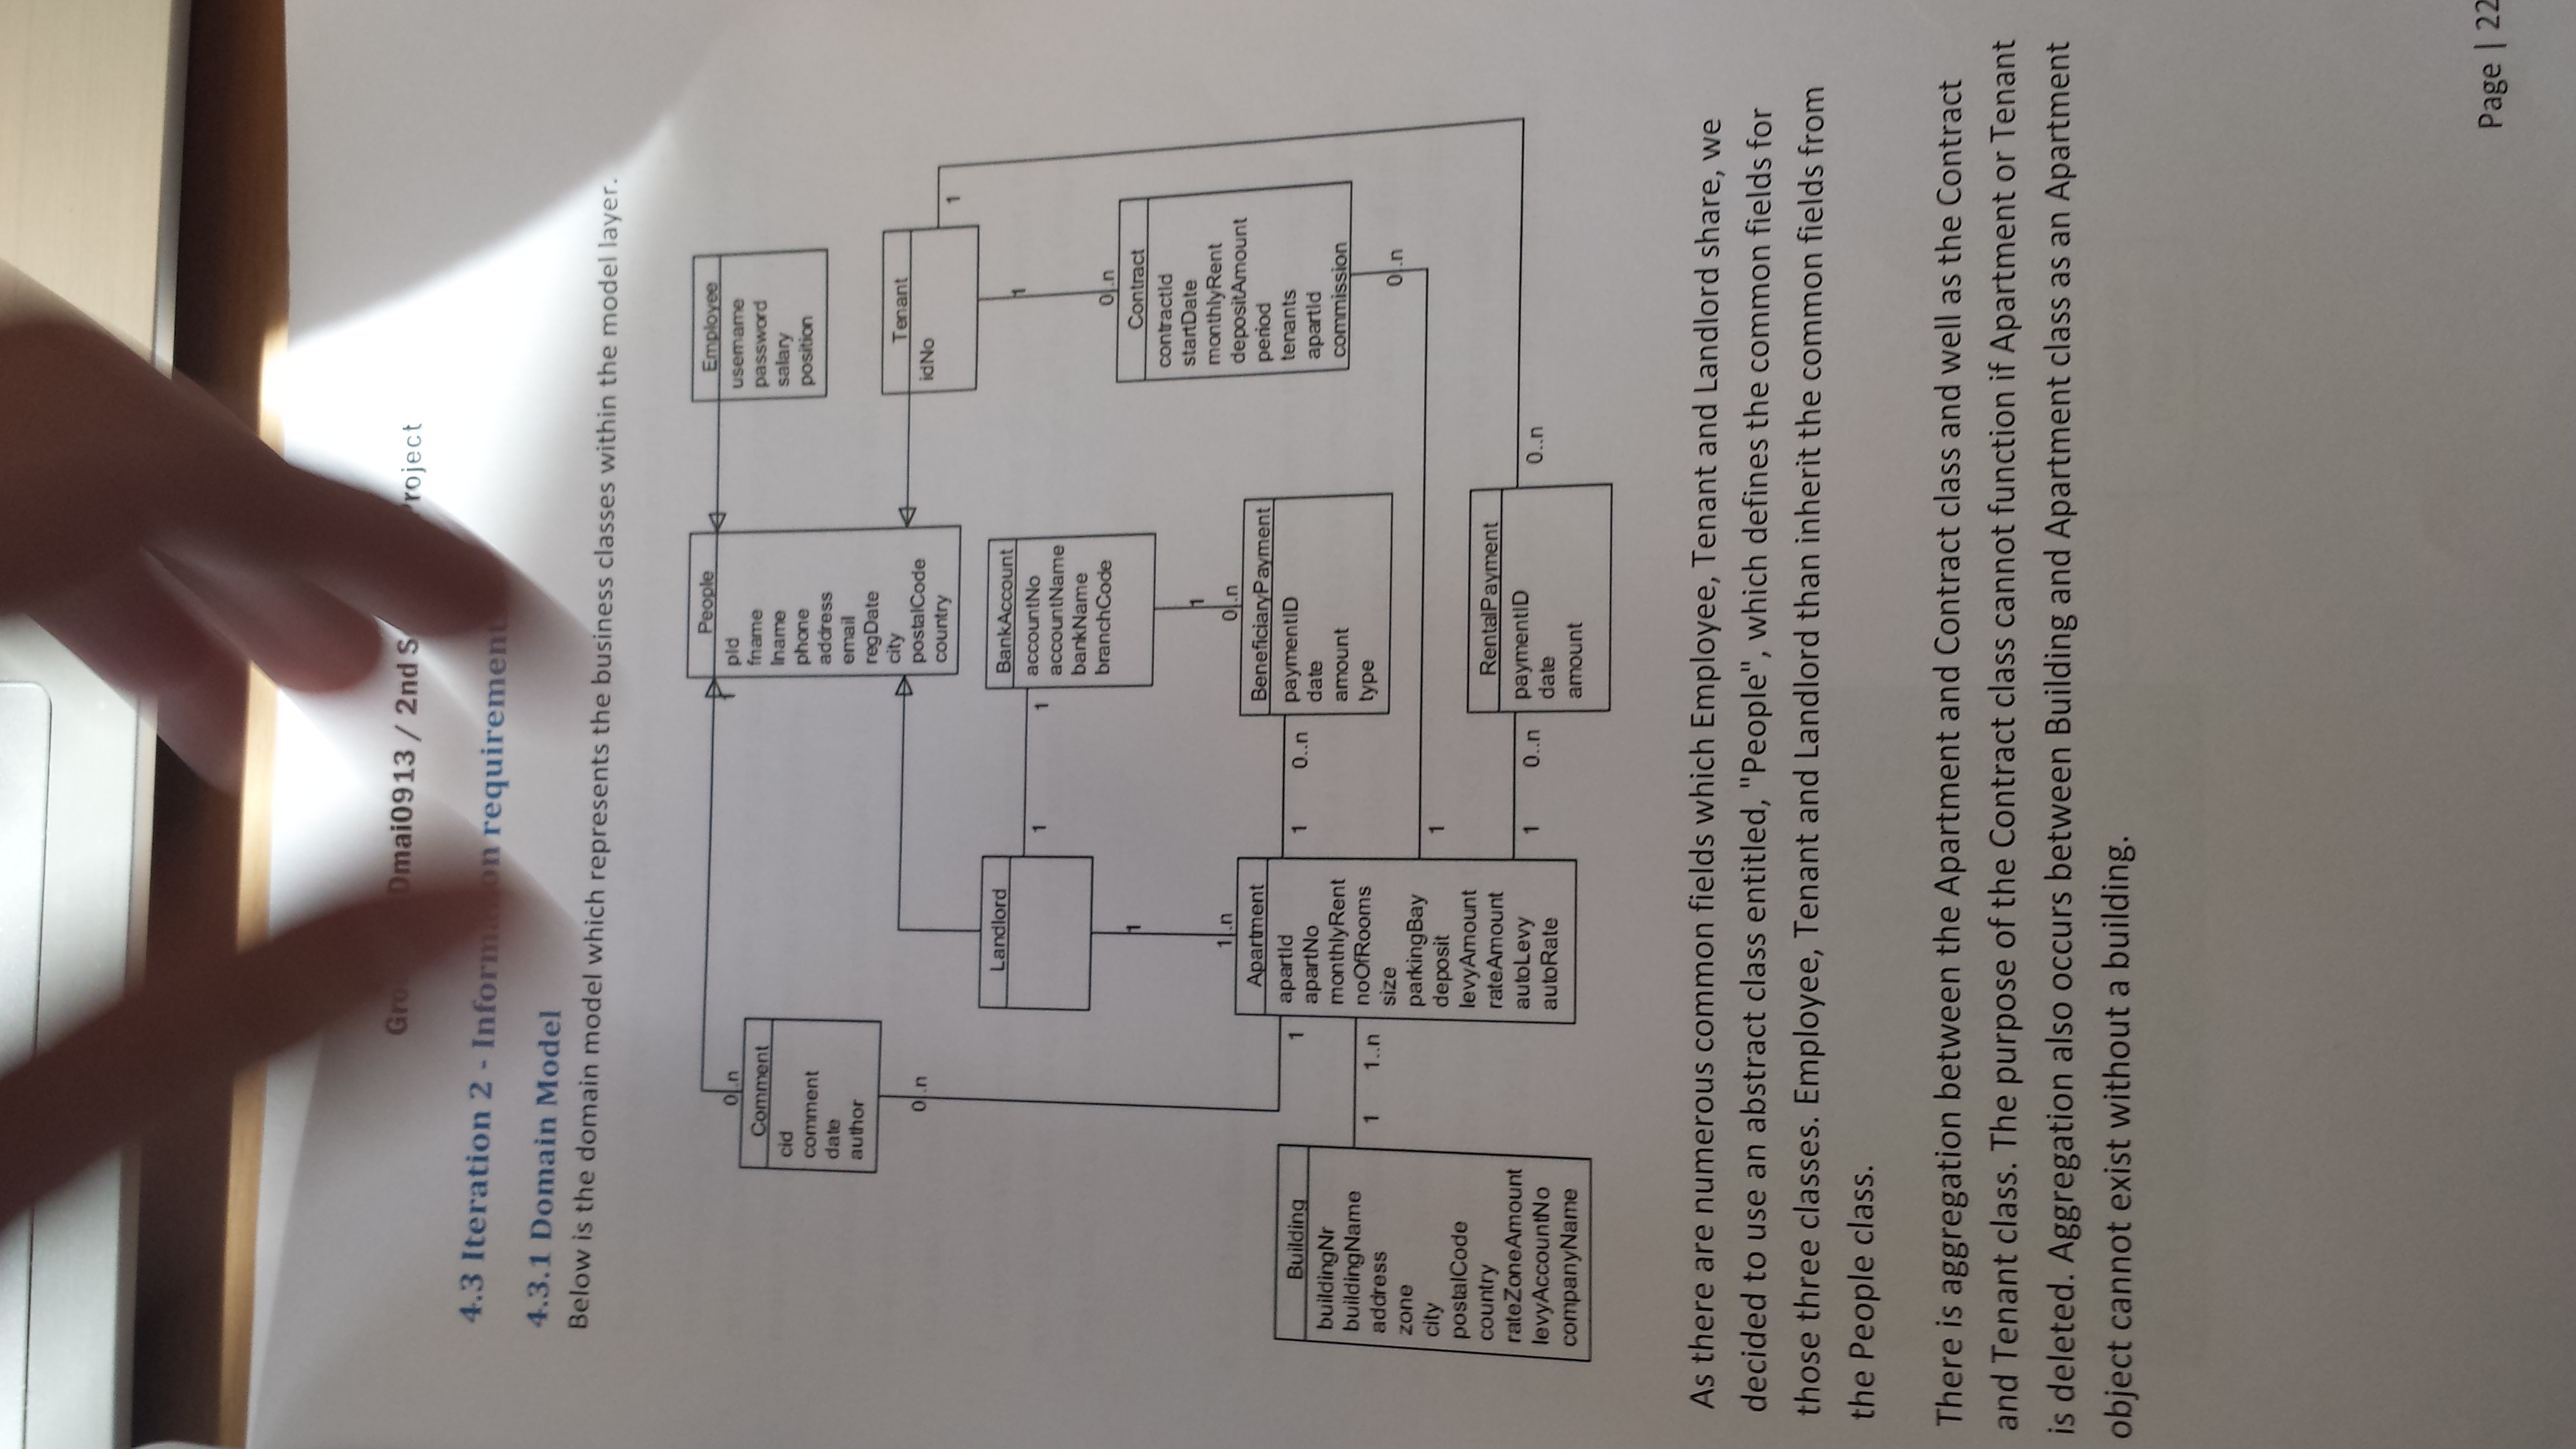 Dmai0913 / 2nd
4.3 Iteration 2 - Information requirement
4.3.1 Domain Model
Below is the domain model which represents the business classes within the model layer.
People
pId
fname
lname
phone
address
email
regDate
city
postalCode
country
Employee
username
password
salary
position
0..n
Comment
cid
comment
date
author
0..n
Tenant
idNo
1
1
Landlord
1
1
BankAccount
accountNo
accountName
bankName
branchCode
1
1
0..n
Contract
contractId
startDate
monthlyRent
depositAmount
period
tenants
apartId
commission
0..n
1..n
Apartment
apartId
apartNo
monthlyRent
noOfRooms
size
parkingBay
deposit
levyAmount
rateAmount
autoLevy
autoRate
0..n
BeneficiaryPayment
paymentID
date
amount
type
1
1 0..n
Building
buildingNr
buildingName
address
zone
city
postalCode
country
rateZoneAmount
levyAccountNo
companyName
1 1..n
1
RentalPayment
paymentID
date
amount
1 0..n
0..n
As there are numerous common fields which Employee, Tenant and Landlord share, we
decided to use an abstract class entitled, "People", which defines the common fields for
those three classes. Employee, Tenant and Landlord than inherit the common fields from
the People class.
There is aggregation between the Apartment and Contract class and well as the Contract
and Tenant class. The purpose of the Contract class cannot function if Apartment or Tenant
is deleted. Aggregation also occurs between Building and Apartment class as an Apartment
object cannot exist without a building.
Page | 22